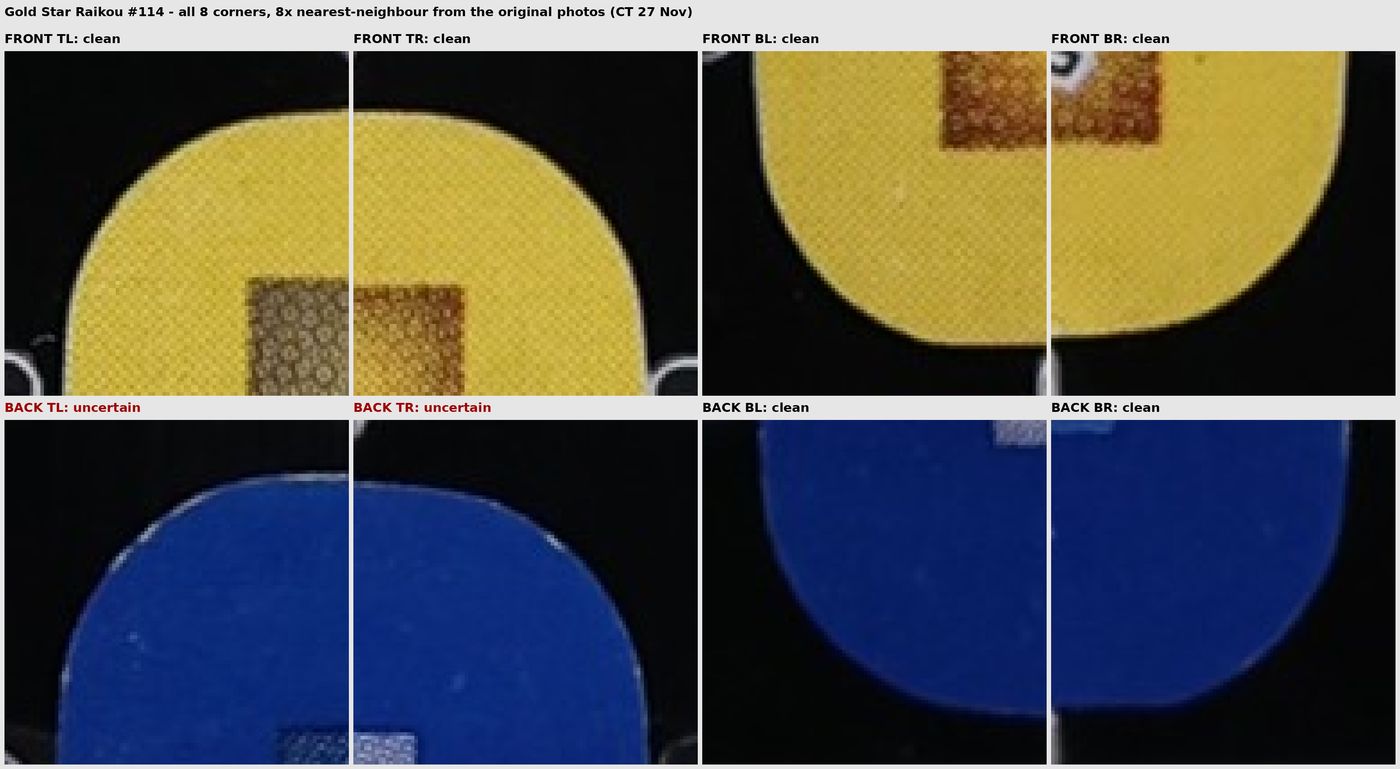 Gold Star Raikou #114 - all 8 corners, 8x nearest-neighbour from the original photos (CT 27 Nov)
FRONT TL: clean
FRONT TR: clean
FRONT BL: clean
FRONT BR: clean
BACK TL: uncertain
BACK TR: uncertain
BACK BL: clean
BACK BR: clean